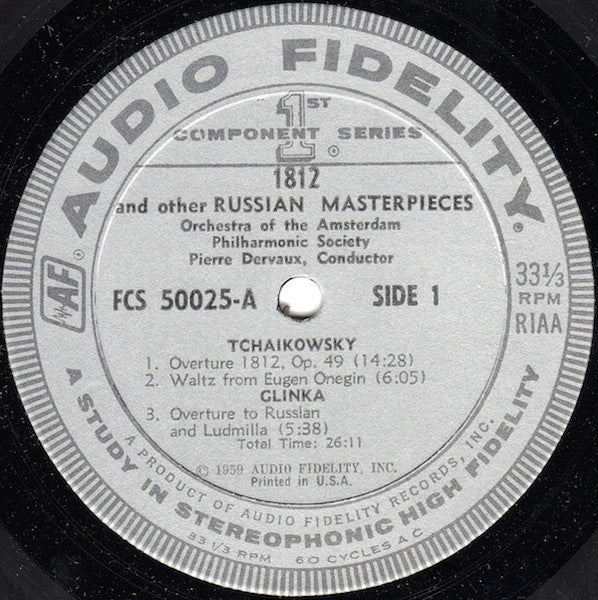 AUDIO FIDELITY®
1ST
COMPONENT SERIES
®
1812
and other RUSSIAN MASTERPIECES
Orchestra of the Amsterdam
Philharmonic Society
Pierre Dervaux, Conductor
AF®
33⅓
RPM
RIAA
FCS 50025-A
SIDE 1
TCHAIKOWSKY
1. Overture 1812, Op. 49 (14:28)
2. Waltz from Eugen Onegin (6:05)
GLINKA
3. Overture to Russlan
and Ludmilla (5:38)
Total Time: 26:11
© 1959 AUDIO FIDELITY, INC.
Printed in U.S.A.
A PRODUCT OF AUDIO FIDELITY RECORDS, INC.
A STUDY IN STEREOPHONIC HIGH FIDELITY
33 1/3 RPM 60 CYCLES A C